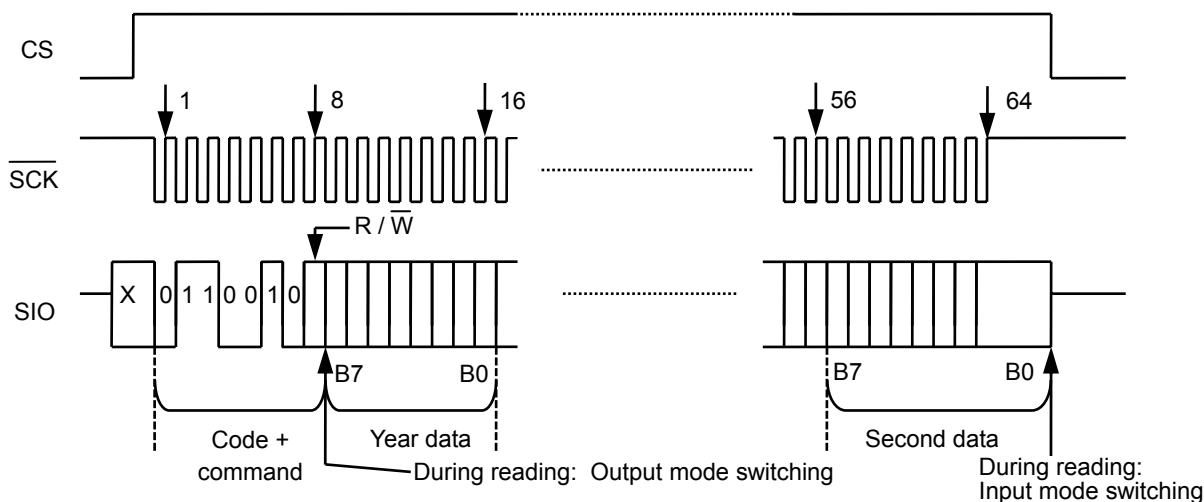 CS
1
8
16
56
64
S̅C̅K̅
R / W̅
SIO
X 0 1 1 0 0 1 0
B7
B0
B7
B0
Code +
command
Year data
Second data
During reading: Output mode switching
During reading:
Input mode switching